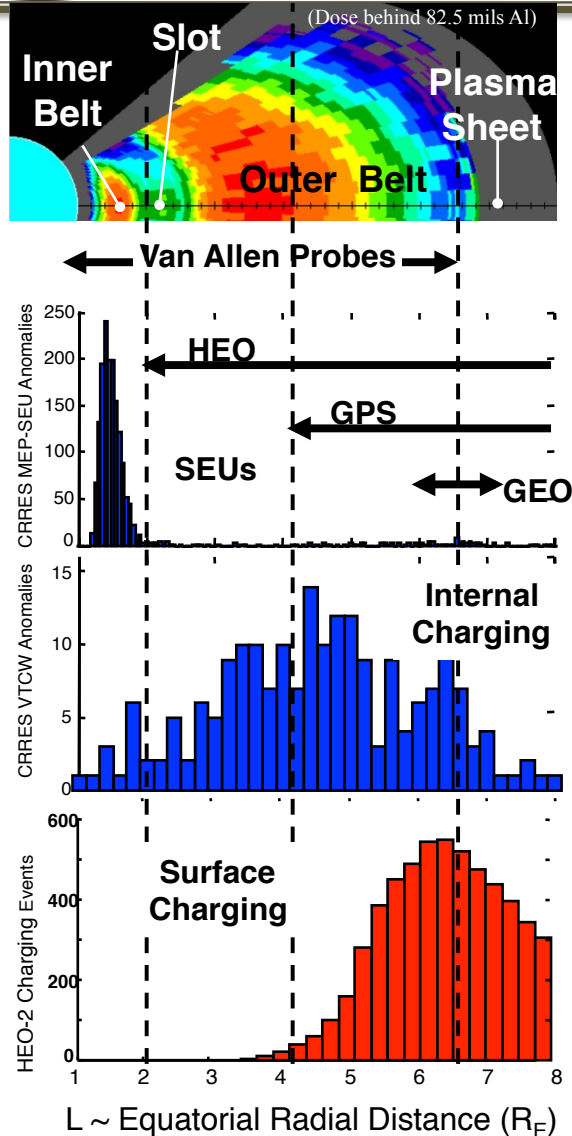 (Dose behind 82.5 mils Al)
Slot
Inner
Belt
Plasma
Sheet
Outer Belt
Van Allen Probes
CRRES MEP-SEU Anomalies
250
200
150
100
50
0
HEO
GPS
SEUs
GEO
CRRES VTCW Anomalies
15
10
5
0
Internal
Charging
HEO-2 Charging Events
600
400
200
0
Surface
Charging
1 2 3 4 5 6 7 8
L ~ Equatorial Radial Distance (R_E)